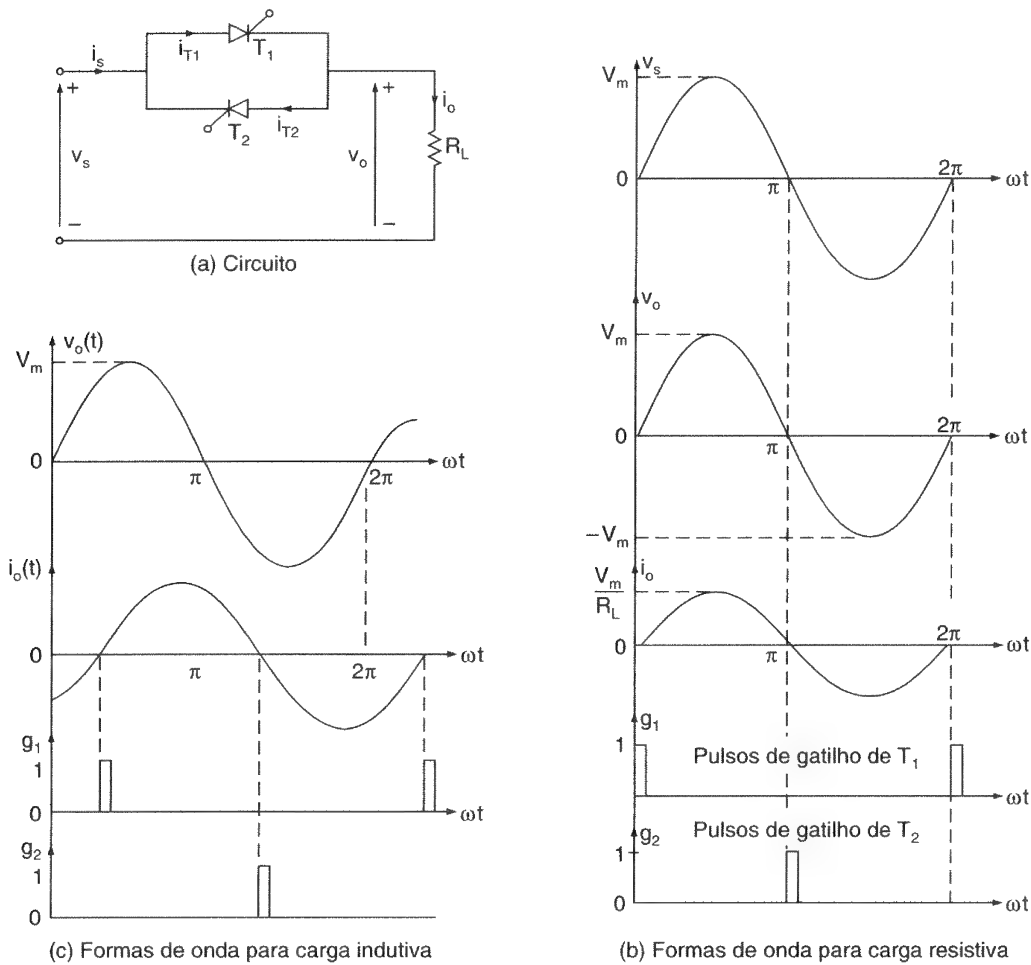 i_s
i_T1
T_1
+
T_2
i_T2
+
i_o
R_L
v_s
v_o
−
−
(a) Circuito
V_m
v_o(t)
0
π
2π
ωt
i_o(t)
0
π
2π
ωt
g_1
1
0
ωt
g_2
1
0
(c) Formas de onda para carga indutiva
v_s
V_m
0
π
2π
ωt
v_o
V_m
0
π
2π
ωt
−V_m
i_o
V_m
R_L
0
π
2π
ωt
g_1
1
Pulsos de gatilho de T_1
ωt
g_2
Pulsos de gatilho de T_2
1
0
ωt
(b) Formas de onda para carga resistiva